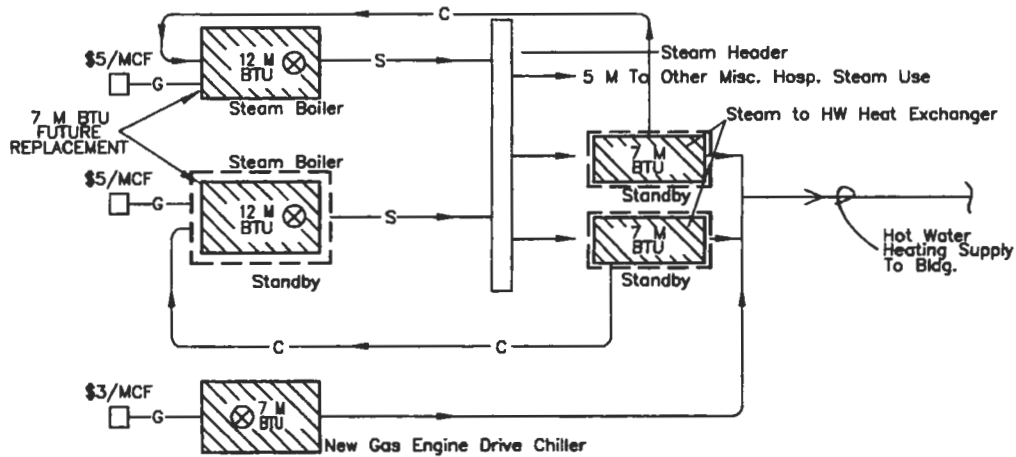 C
$5/MCF
G
12 M
BTU
S
Steam Boiler
Steam Header
5 M To Other Misc. Hosp. Steam Use
7 M BTU
FUTURE
REPLACEMENT
Steam to HW Heat Exchanger
7 M
BTU
Standby
Steam Boiler
$5/MCF
G
12 M
BTU
S
Standby
7 M
BTU
Standby
Hot Water
Heating Supply
To Bldg.
C
C
$3/MCF
G
7 M
BTU
New Gas Engine Drive Chiller